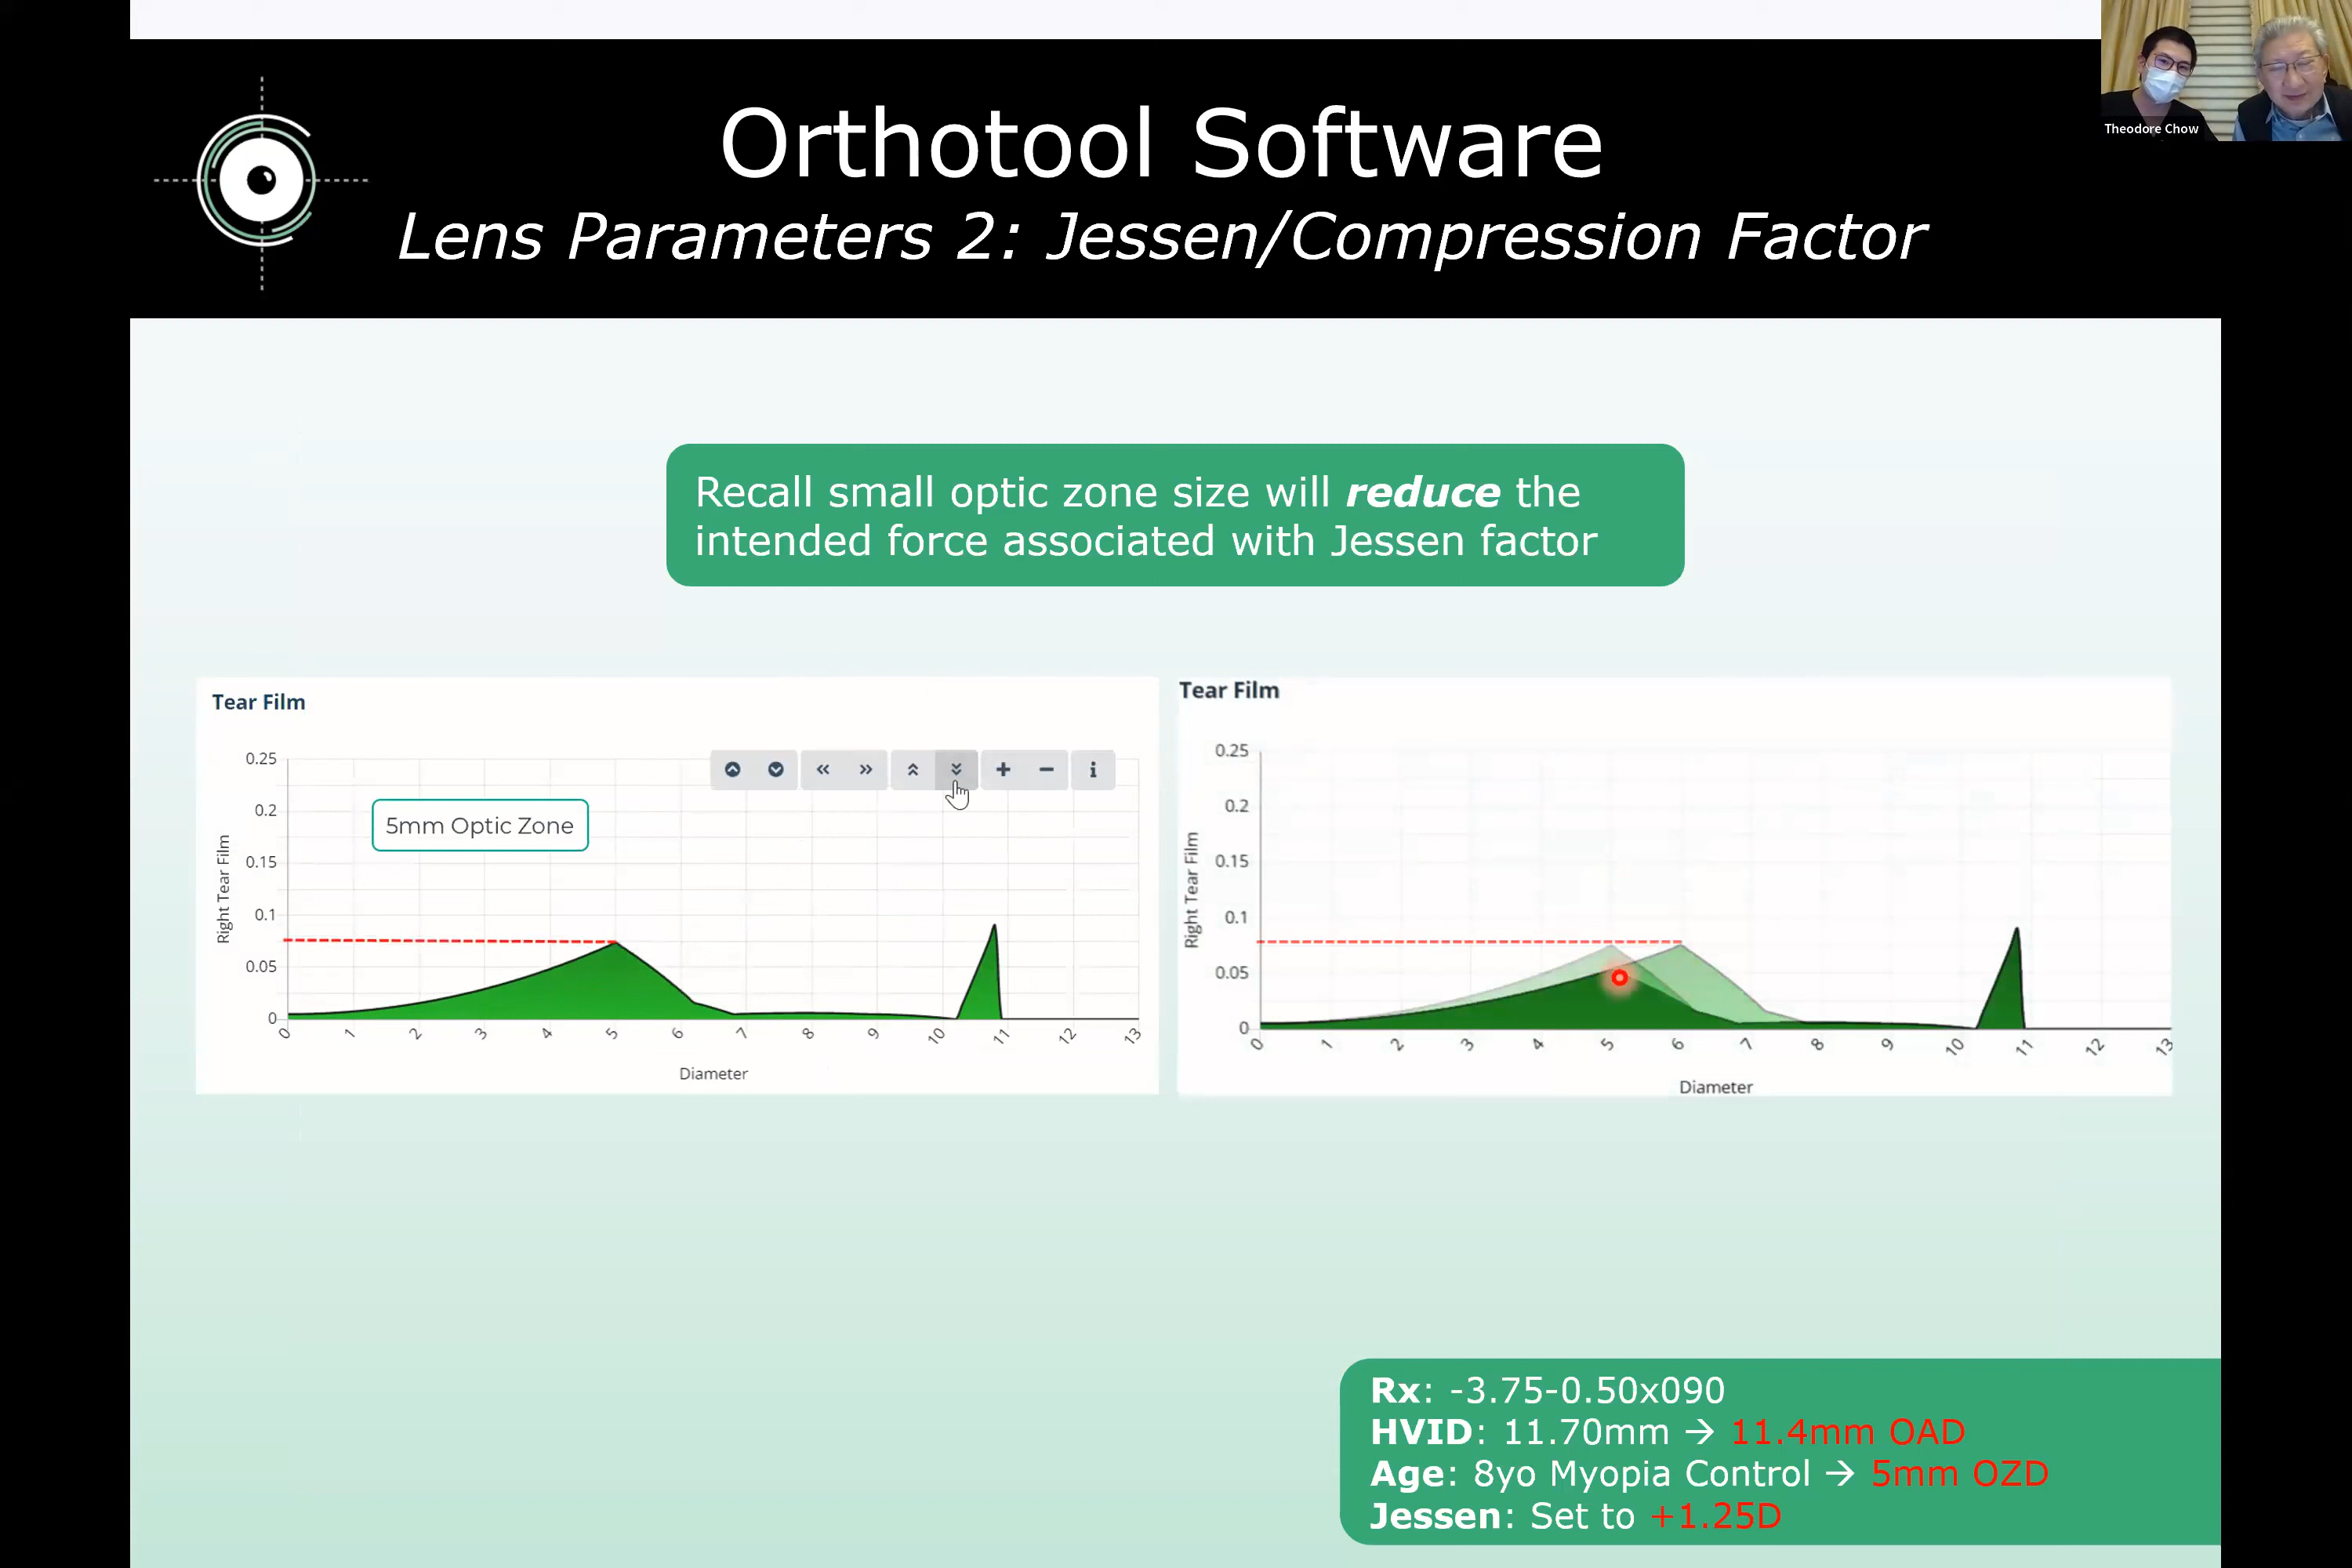 Orthotool Software
Lens Parameters 2: Jessen/Compression Factor
Theodore Chow
Recall small optic zone size will reduce the
intended force associated with Jessen factor
Tear Film
0.25
0.2
0.15
0.1
0.05
0
Right Tear Film
5mm Optic Zone
0 1 2 3 4 5 6 7 8 9 10 11 12 13
Diameter
Tear Film
0.25
0.2
0.15
0.1
0.05
0
Right Tear Film
0 1 2 3 4 5 6 7 8 9 10 11 12 13
Diameter
Rx: -3.75-0.50x090
HVID: 11.70mm → 11.4mm OAD
Age: 8yo Myopia Control → 5mm OZD
Jessen: Set to +1.25D